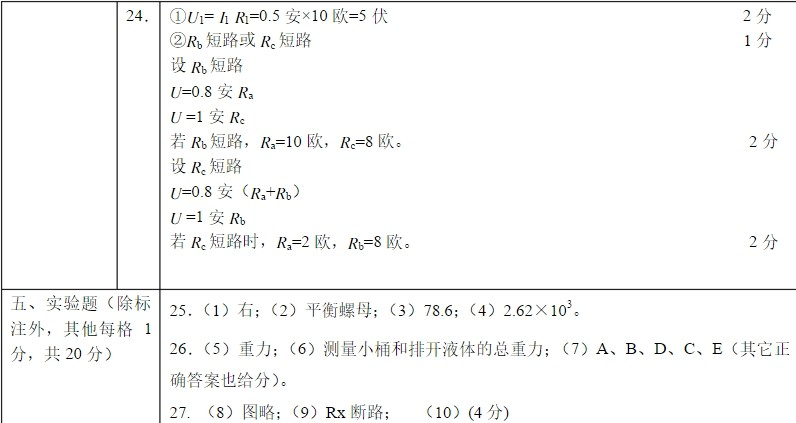 24. ①U1= I1 R1=0.5 安×10 欧=5 伏 2 分
②Rb 短路或 Rc 短路 1 分
设 Rb 短路
U=0.8 安 Ra
U =1 安 Rc
若 Rb 短路，Ra=10 欧，Rc=8 欧。 2 分
设 Rc 短路
U=0.8 安（Ra+Rb）
U =1 安 Rb
若 Rc 短路时，Ra=2 欧，Rb=8 欧。 2 分
五、实验题（除标
注外，其他每格 1
分，共 20 分）
25．（1）右；（2）平衡螺母；（3）78.6；（4）2.62×10³。
26．（5）重力；（6）测量小桶和排开液体的总重力；（7）A、B、D、C、E（其它正
确答案也给分）。
27. （8）图略；（9）Rx 断路； （10）(4 分)